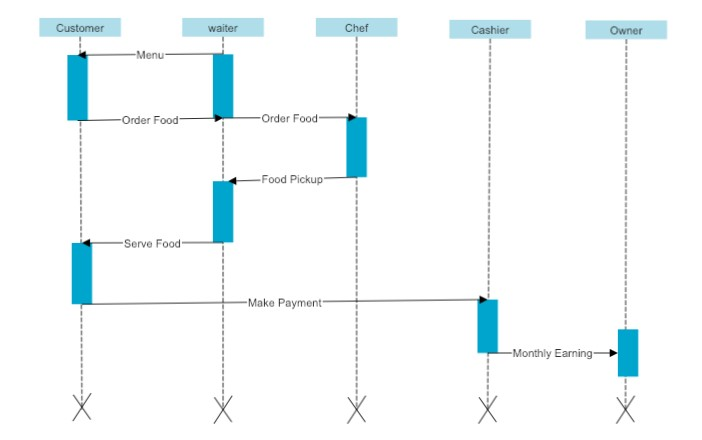 Customer
waiter
Chef
Cashier
Owner
Menu
Order Food
Order Food
Food Pickup
Serve Food
Make Payment
Monthly Earning